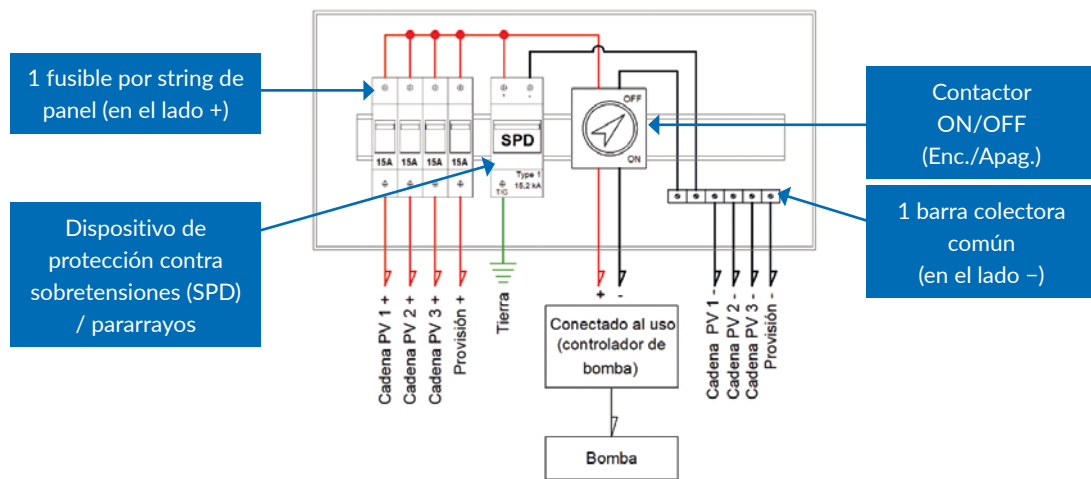 1 fusible por string de
panel (en el lado +)
Dispositivo de
protección contra
sobretensiones (SPD)
/ pararrayos
15A
15A
15A
15A
+
-
SPD
Type 1
15,2 kA
T/G
OFF
ON
Contactor
ON/OFF
(Enc./Apag.)
1 barra colectora
común
(en el lado –)
Cadena PV 1 +
Cadena PV 2 +
Cadena PV 3 +
Provisión +
Tierra
+
-
Conectado al uso
(controlador de
bomba)
Bomba
Cadena PV 1 -
Cadena PV 2 -
Cadena PV 3 -
Provisión -